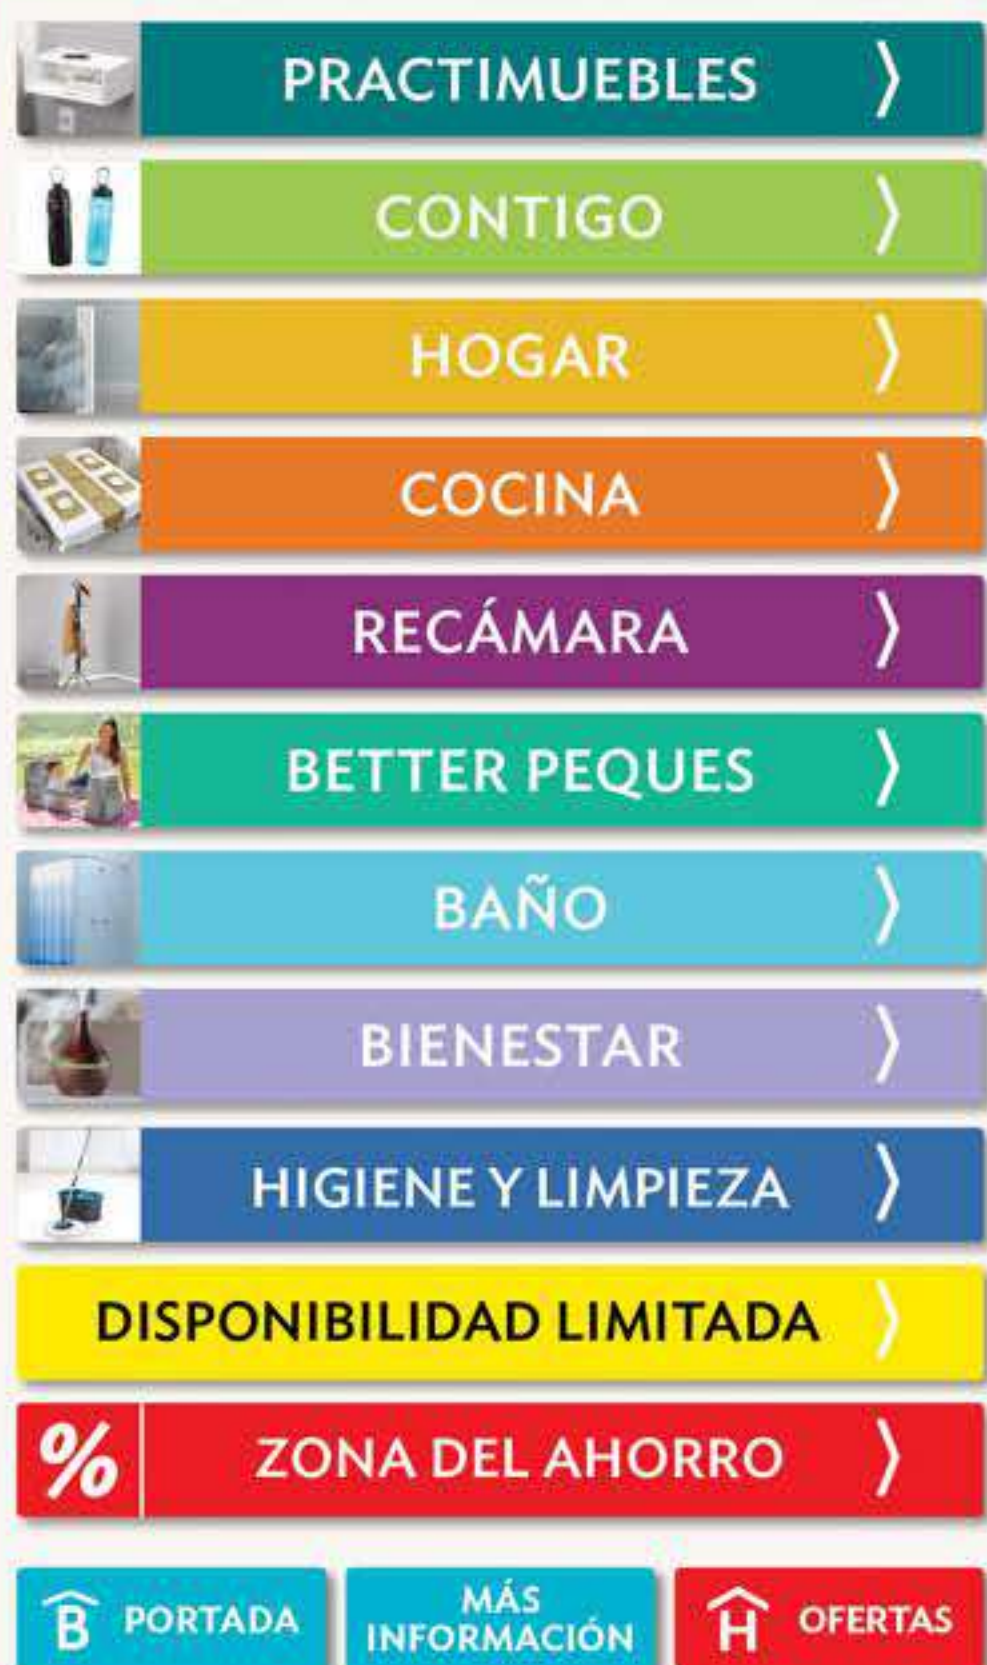 PRACTIMUEBLES
CONTIGO
HOGAR
COCINA
RECÁMARA
BETTER PEQUES
BAÑO
BIENESTAR
HIGIENE Y LIMPIEZA
DISPONIBILIDAD LIMITADA
% ZONA DEL AHORRO
B PORTADA
MÁS
INFORMACIÓN
H OFERTAS